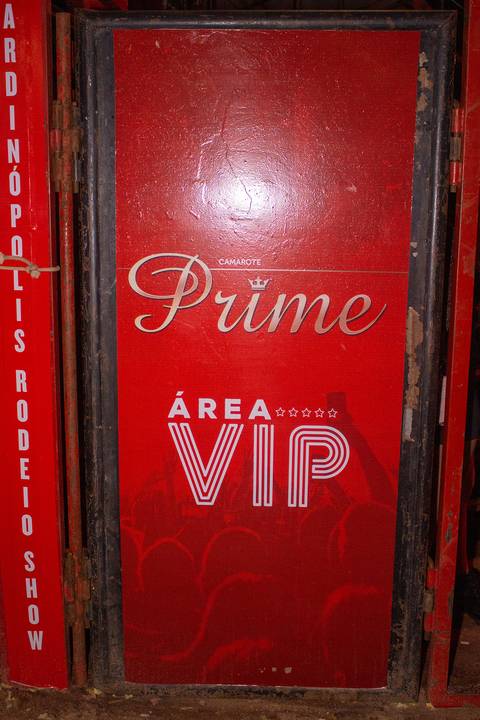 ARDINÓPOLIS RODEIO SHOW
CAMAROTE
Prime
ÁREA
VIP